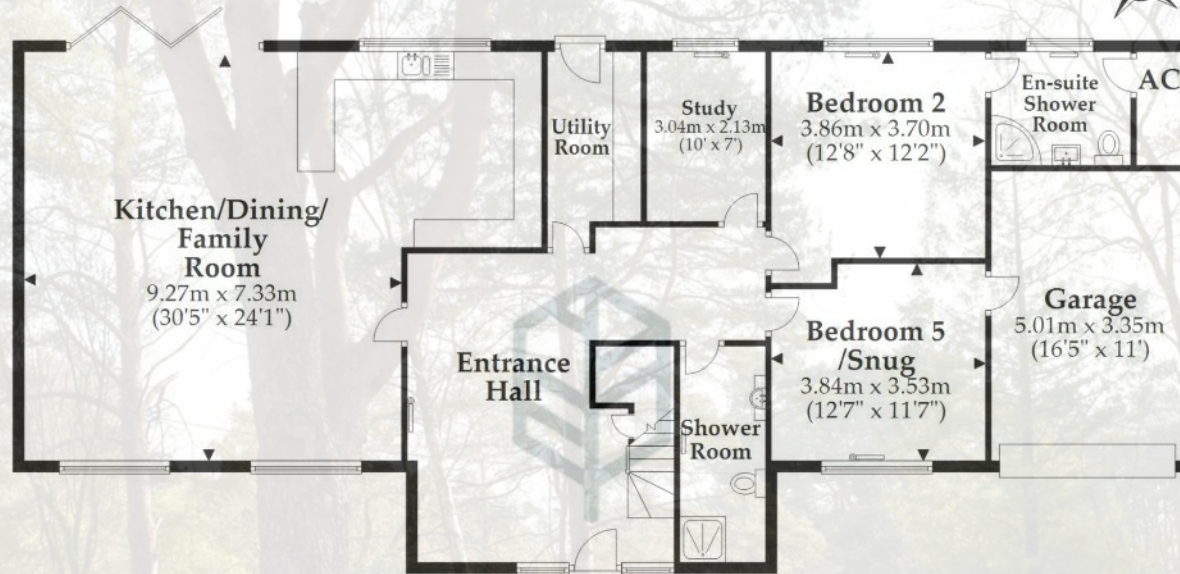 Kitchen/Dining/
Family
Room
9.27m x 7.33m
(30'5" x 24'1")
Utility
Room
Study
3.04m x 2.13m
(10' x 7')
Bedroom 2
3.86m x 3.70m
(12'8" x 12'2")
En-suite
Shower
Room
AC
Entrance
Hall
Shower
Room
Bedroom 5
/Snug
3.84m x 3.53m
(12'7" x 11'7")
Garage
5.01m x 3.35m
(16'5" x 11')